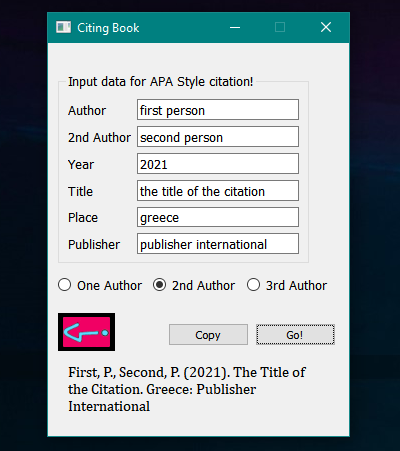 Citing Book
Input data for APA Style citation!
Author first person
2nd Author second person
Year 2021
Title the title of the citation
Place greece
Publisher publisher international
One Author 2nd Author 3rd Author
Copy Go!
First, P., Second, P. (2021). The Title of
the Citation. Greece: Publisher
International